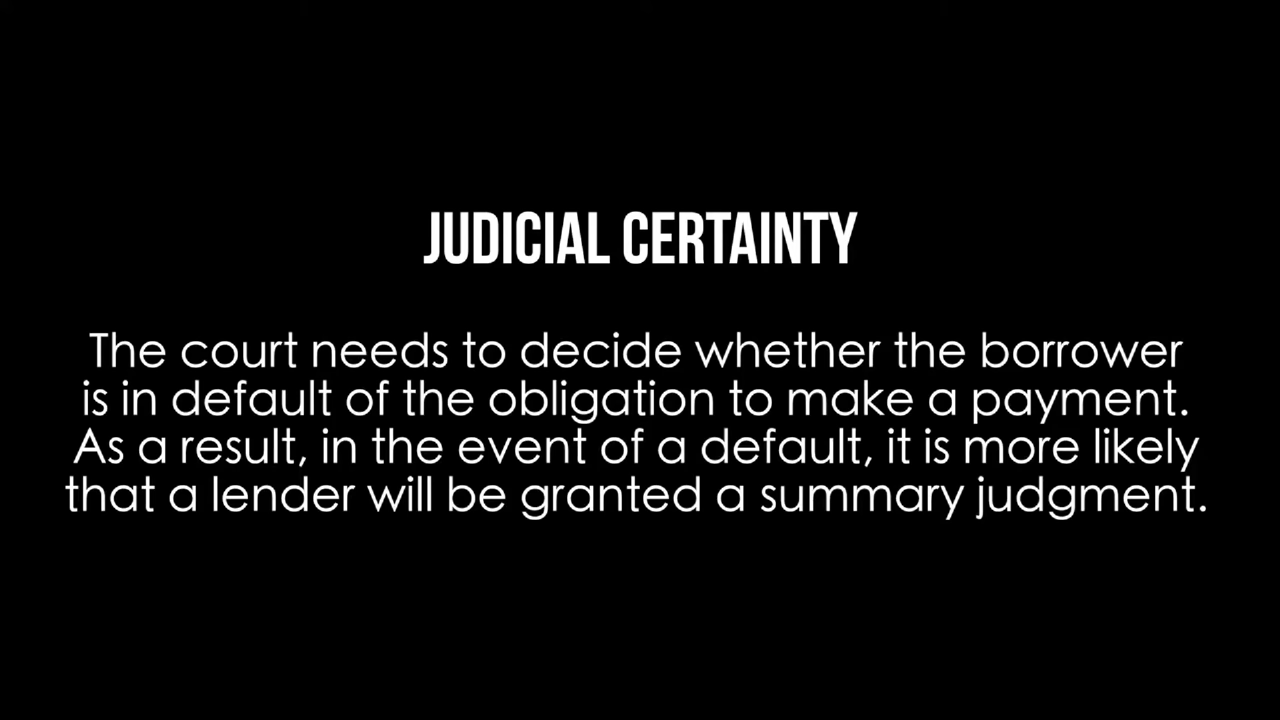 JUDICIAL CERTAINTY
The court needs to decide whether the borrower
is in default of the obligation to make a payment.
As a result, in the event of a default, it is more likely
that a lender will be granted a summary judgment.